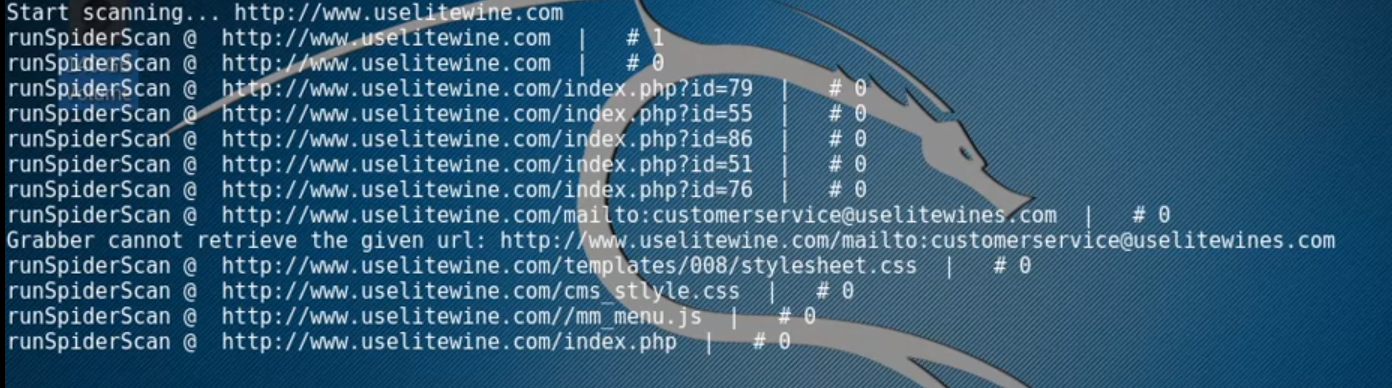 Start scanning... http://www.uselitewine.com
runSpiderScan @  http://www.uselitewine.com  |   # 1
runSpiderScan @  http://www.uselitewine.com  |   # 0
runSpiderScan @  http://www.uselitewine.com/index.php?id=79  |   # 0
runSpiderScan @  http://www.uselitewine.com/index.php?id=55  |   # 0
runSpiderScan @  http://www.uselitewine.com/index.php?id=86  |   # 0
runSpiderScan @  http://www.uselitewine.com/index.php?id=51  |   # 0
runSpiderScan @  http://www.uselitewine.com/index.php?id=76  |   # 0
runSpiderScan @  http://www.uselitewine.com/mailto:customerservice@uselitewines.com  |   # 0
Grabber cannot retrieve the given url: http://www.uselitewine.com/mailto:customerservice@uselitewines.com
runSpiderScan @  http://www.uselitewine.com/templates/008/stylesheet.css  |   # 0
runSpiderScan @  http://www.uselitewine.com/cms_stlyle.css  |   # 0
runSpiderScan @  http://www.uselitewine.com//mm_menu.js  |   # 0
runSpiderScan @  http://www.uselitewine.com/index.php  |   # 0